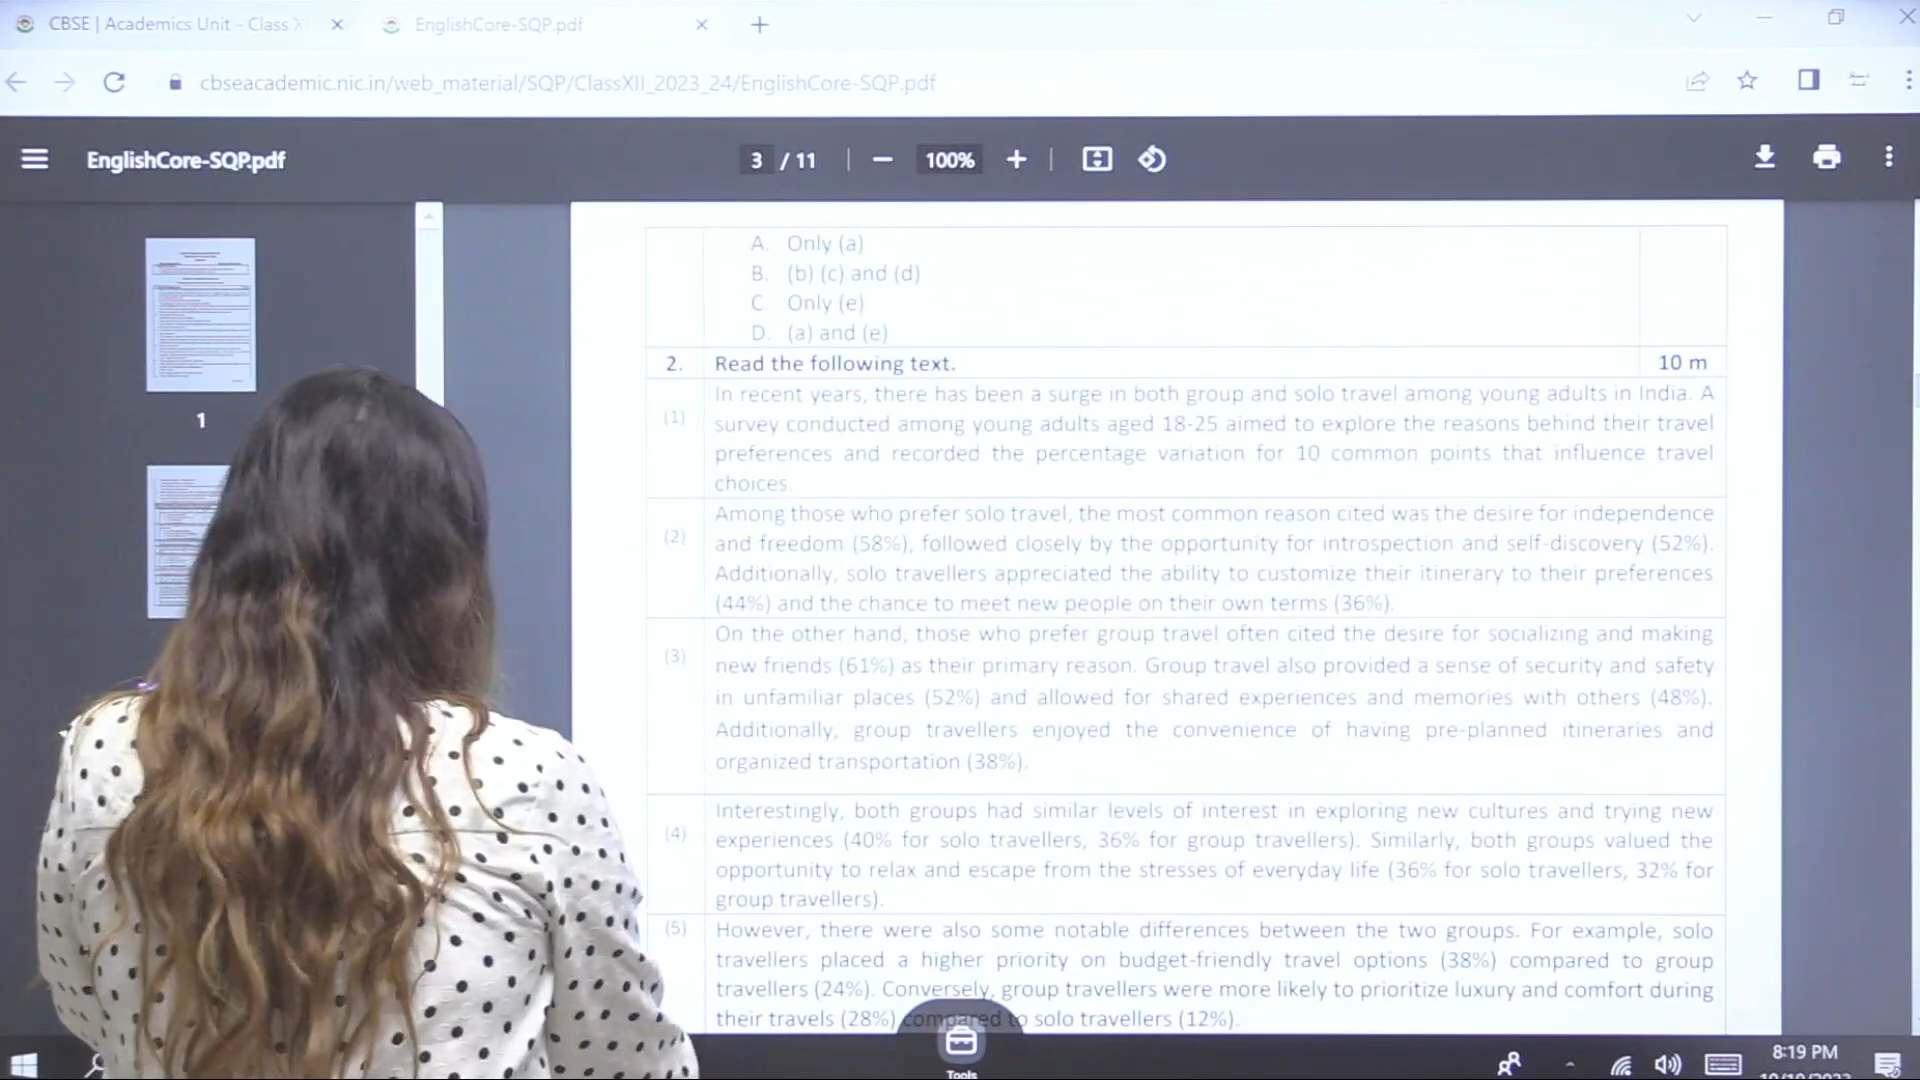 CBSE | Academics Unit - Class X
EnglishCore-SQP.pdf
cbseacademic.nic.in/web_material/SQP/ClassXII_2023_24/EnglishCore-SQP.pdf
EnglishCore-SQP.pdf
3 / 11
100%
1
A. Only (a)
B. (b) (c) and (d)
C. Only (e)
D. (a) and (e)
2. Read the following text. 10 m
(1) In recent years, there has been a surge in both group and solo travel among young adults in India. A
survey conducted among young adults aged 18-25 aimed to explore the reasons behind their travel
preferences and recorded the percentage variation for 10 common points that influence travel
choices.
(2) Among those who prefer solo travel, the most common reason cited was the desire for independence
and freedom (58%), followed closely by the opportunity for introspection and self-discovery (52%).
Additionally, solo travellers appreciated the ability to customize their itinerary to their preferences
(44%) and the chance to meet new people on their own terms (36%).
(3) On the other hand, those who prefer group travel often cited the desire for socializing and making
new friends (61%) as their primary reason. Group travel also provided a sense of security and safety
in unfamiliar places (52%) and allowed for shared experiences and memories with others (48%).
Additionally, group travellers enjoyed the convenience of having pre-planned itineraries and
organized transportation (38%).
(4) Interestingly, both groups had similar levels of interest in exploring new cultures and trying new
experiences (40% for solo travellers, 36% for group travellers). Similarly, both groups valued the
opportunity to relax and escape from the stresses of everyday life (36% for solo travellers, 32% for
group travellers).
(5) However, there were also some notable differences between the two groups. For example, solo
travellers placed a higher priority on budget-friendly travel options (38%) compared to group
travellers (24%). Conversely, group travellers were more likely to prioritize luxury and comfort during
their travels (28%) compared to solo travellers (12%).
Tools
8:19 PM